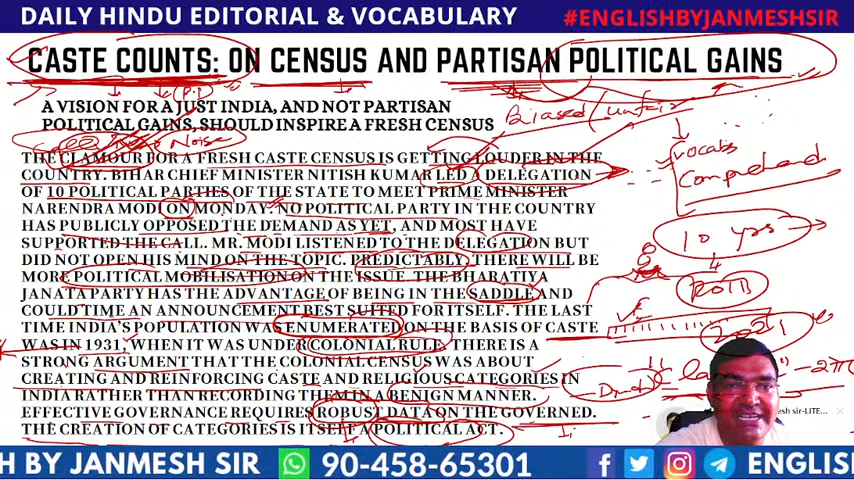 DAILY HINDU EDITORIAL & VOCABULARY
#ENGLISHBYJANMESHSIR
CASTE COUNTS: ON CENSUS AND PARTISAN POLITICAL GAINS
A VISION FOR A JUST INDIA, AND NOT PARTISAN
POLITICAL GAINS, SHOULD INSPIRE A FRESH CENSUS
Biased/unfair
Noise
THE CLAMOUR FOR A FRESH CASTE CENSUS IS GETTING LOUDER IN THE
COUNTRY. BIHAR CHIEF MINISTER NITISH KUMAR LED A DELEGATION
OF 10 POLITICAL PARTIES OF THE STATE TO MEET PRIME MINISTER
NARENDRA MODI ON MONDAY. NO POLITICAL PARTY IN THE COUNTRY
HAS PUBLICLY OPPOSED THE DEMAND AS YET, AND MOST HAVE
SUPPORTED THE CALL. MR. MODI LISTENED TO THE DELEGATION BUT
DID NOT OPEN HIS MIND ON THE TOPIC. PREDICTABLY, THERE WILL BE
MORE POLITICAL MOBILISATION ON THE ISSUE. THE BHARATIYA
JANATA PARTY HAS THE ADVANTAGE OF BEING IN THE SADDLE AND
COULD TIME AN ANNOUNCEMENT BEST SUITED FOR ITSELF. THE LAST
TIME INDIA'S POPULATION WAS ENUMERATED ON THE BASIS OF CASTE
WAS IN 1931, WHEN IT WAS UNDER COLONIAL RULE. THERE IS A
STRONG ARGUMENT THAT THE COLONIAL CENSUS WAS ABOUT
CREATING AND REINFORCING CASTE AND RELIGIOUS CATEGORIES IN
INDIA RATHER THAN RECORDING THEM IN A BENIGN MANNER.
EFFECTIVE GOVERNANCE REQUIRES ROBUST DATA ON THE GOVERNED.
THE CREATION OF CATEGORIES IS ITSELF A POLITICAL ACT.
vocabs
Comprehend
10 yrs
2021
H BY JANMESH SIR
90-458-65301
ENGLISH